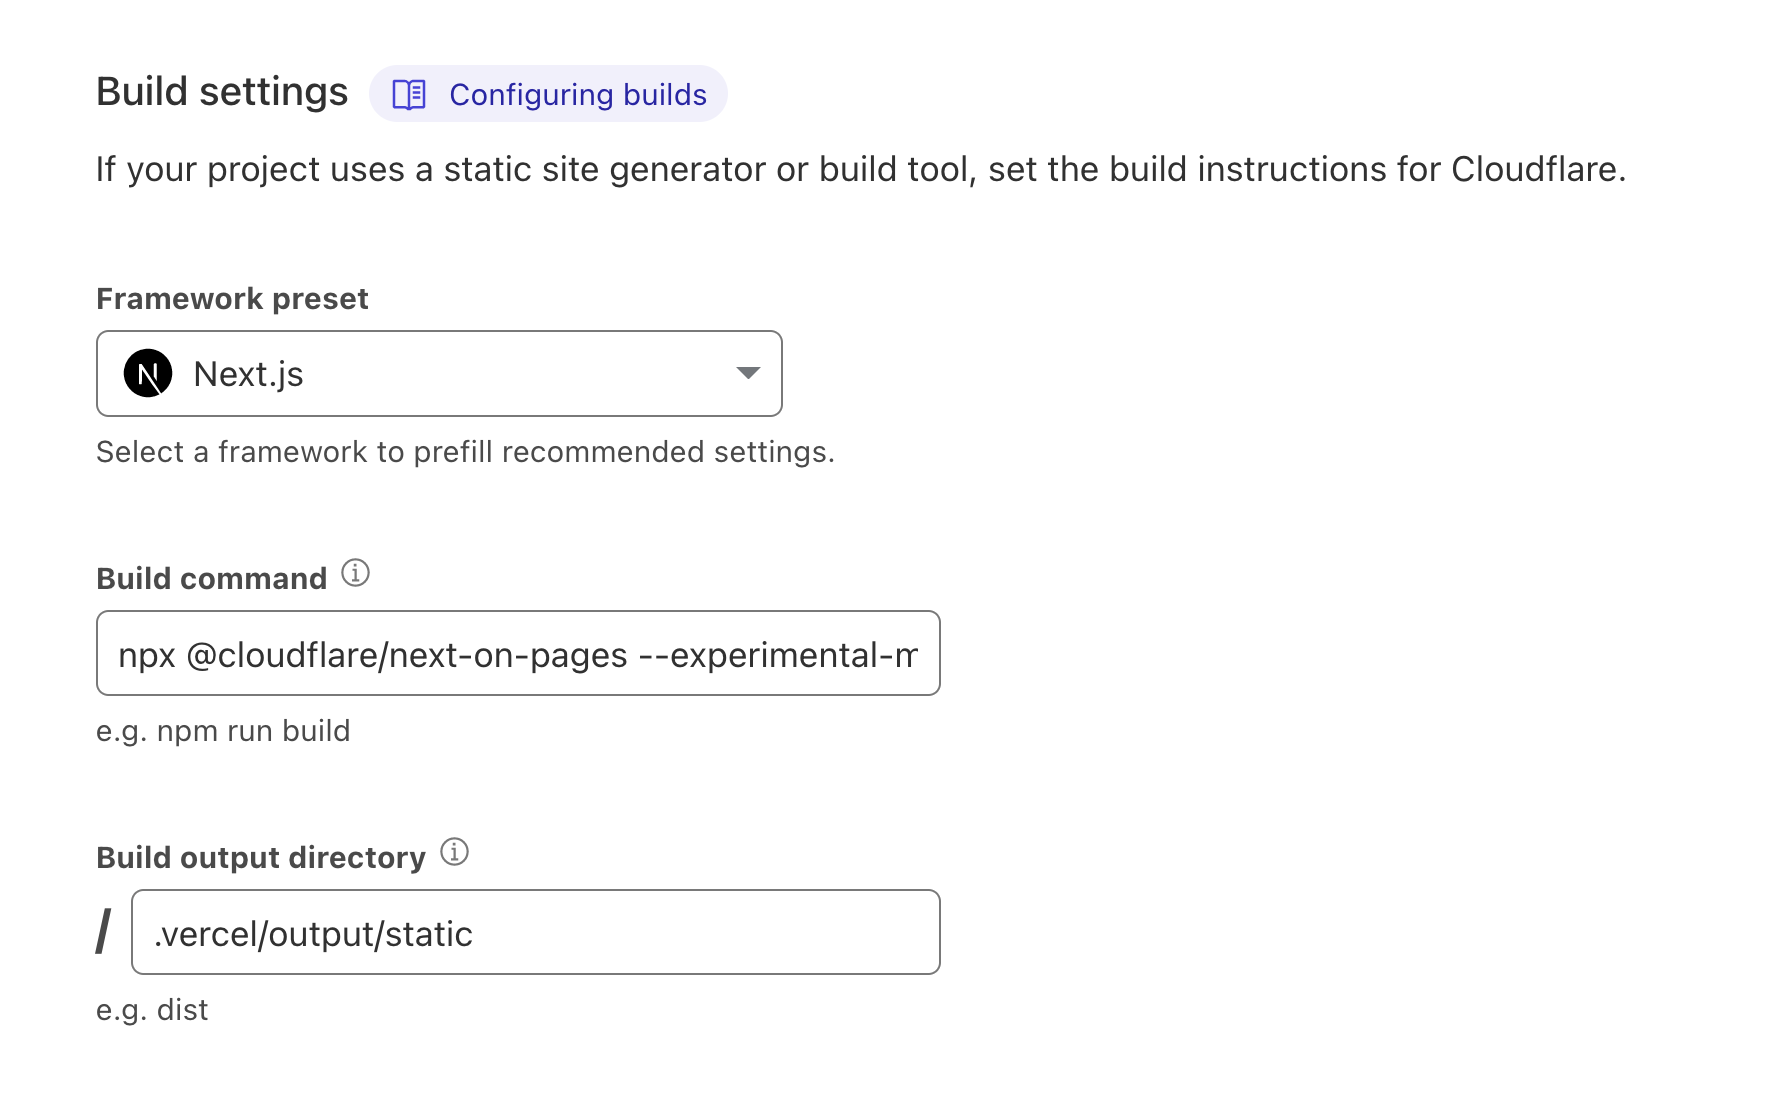 Build settings Configuring builds
If your project uses a static site generator or build tool, set the build instructions for Cloudflare.
Framework preset
Next.js
Select a framework to prefill recommended settings.
Build command
npx @cloudflare/next-on-pages --experimental-m
e.g. npm run build
Build output directory
/ .vercel/output/static
e.g. dist